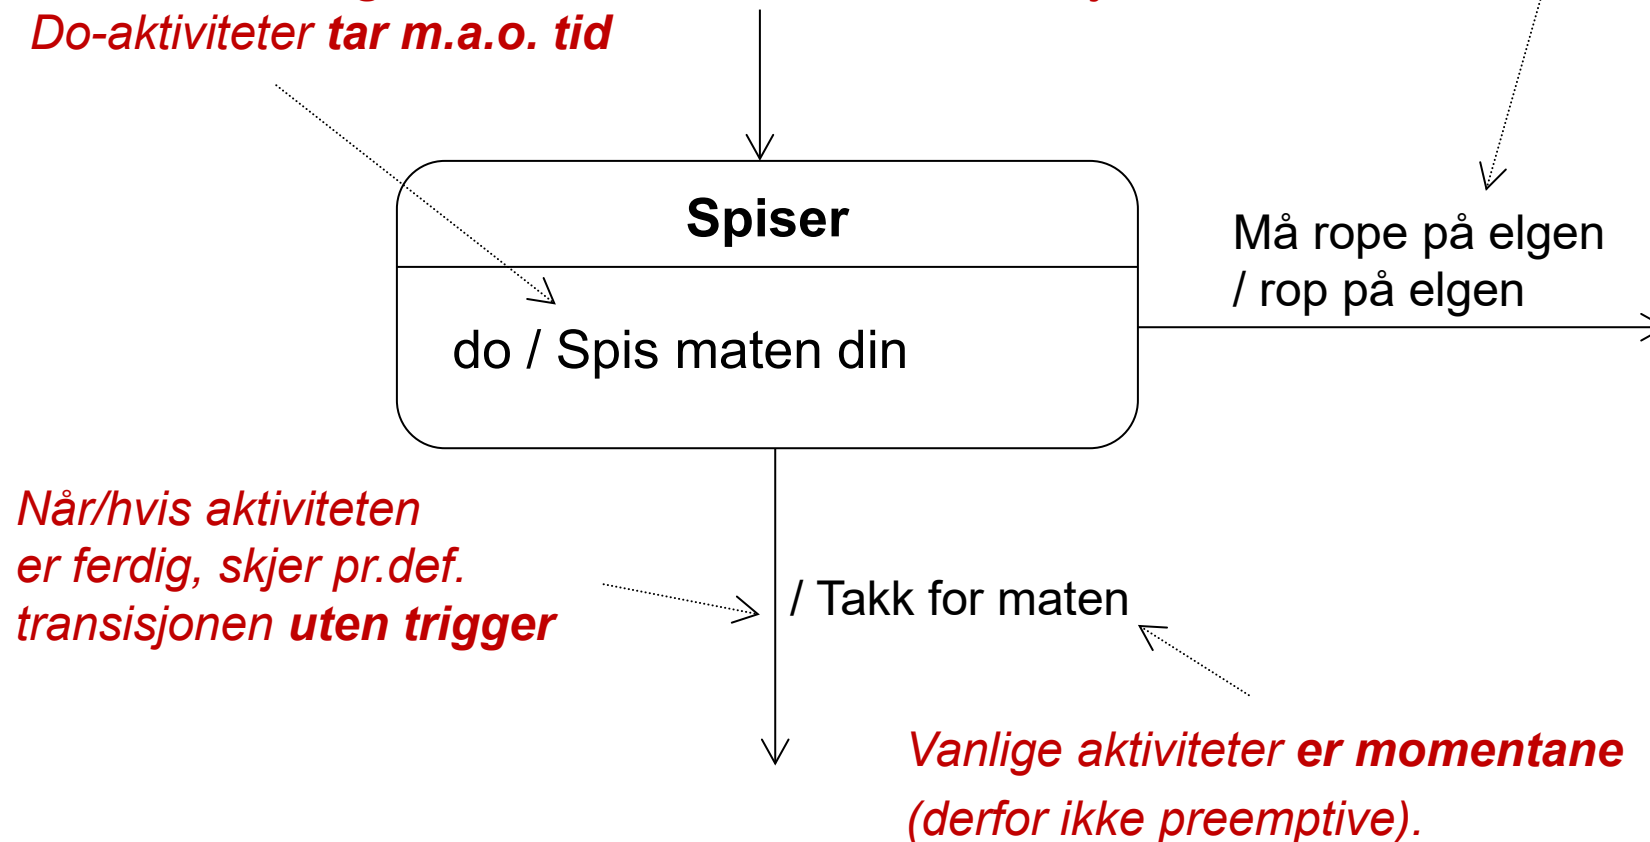 Do-aktiviteter tar m.a.o. tid
Spiser
Må rope på elgen
/ rop på elgen
do / Spis maten din
Når/hvis aktiviteten
er ferdig, skjer pr.def.
transisjonen uten trigger
/ Takk for maten
Vanlige aktiviteter er momentane
(derfor ikke preemptive).